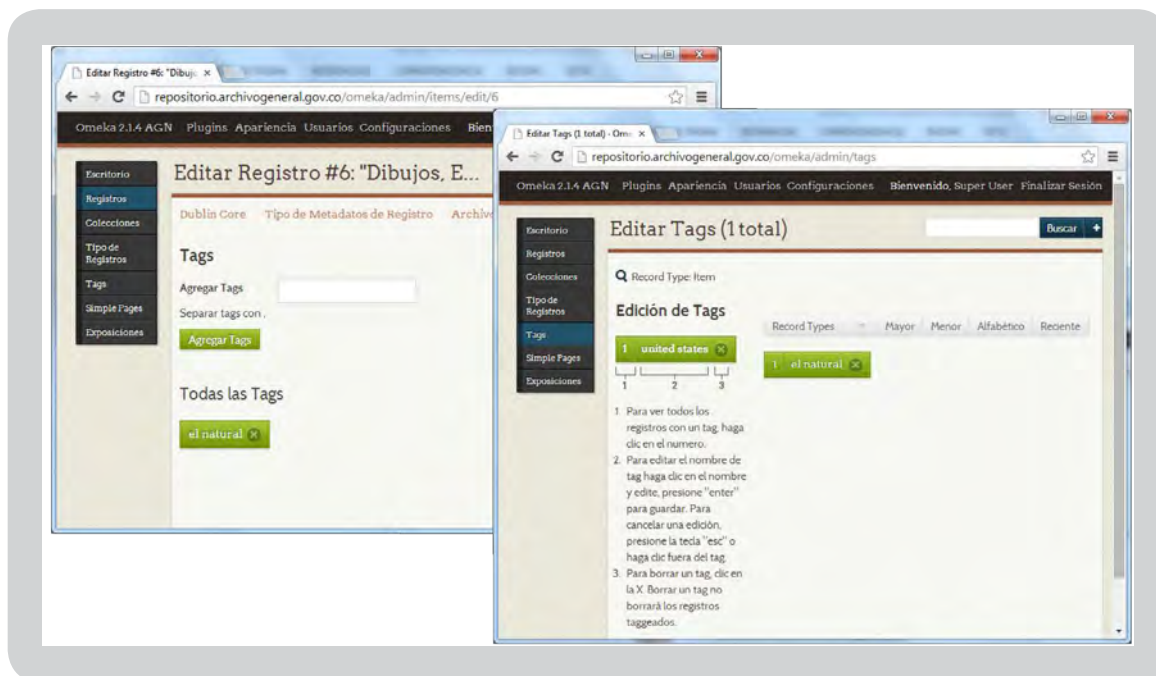 Editar Registro #6: "Dibujo
repositorio.archivogeneral.gov.co/omeka/admin/items/edit/6
Omeka 2.1.4 AGN Plugins Apariencia Usuarios Configuraciones Bien
Escritorio
Registros
Colecciones
Tipo de
Registros
Tags
Simple Pages
Exposiciones
Editar Registro #6: "Dibujos, E...
Dublin Core Tipo de Metadatos de Registro Archivo
Tags
Agregar Tags
Separar tags con ,
Agregar Tags
Todas las Tags
el natural
Editar Tags (1 total) - Ome
repositorio.archivogeneral.gov.co/omeka/admin/tags
Omeka 2.1.4 AGN Plugins Apariencia Usuarios Configuraciones Bienvenido, Super User Finalizar Sesión
Escritorio
Registros
Colecciones
Tipo de
Registros
Tags
Simple Pages
Exposiciones
Editar Tags (1 total)
Buscar +
Record Type: Item
Edición de Tags
1 united states
1 2 3
1. Para ver todos los
registros con un tag, haga
clic en el numero.
2. Para editar el nombre de
tag haga clic en el nombre
y edite, presione "enter"
para guardar. Para
cancelar una edición,
presione la tecla "esc" o
haga clic fuera del tag.
3. Para borrar un tag, clic en
la X. Borrar un tag no
borrará los registros
taggeados.
Record Types Mayor Menor Alfabético Reciente
1 el natural